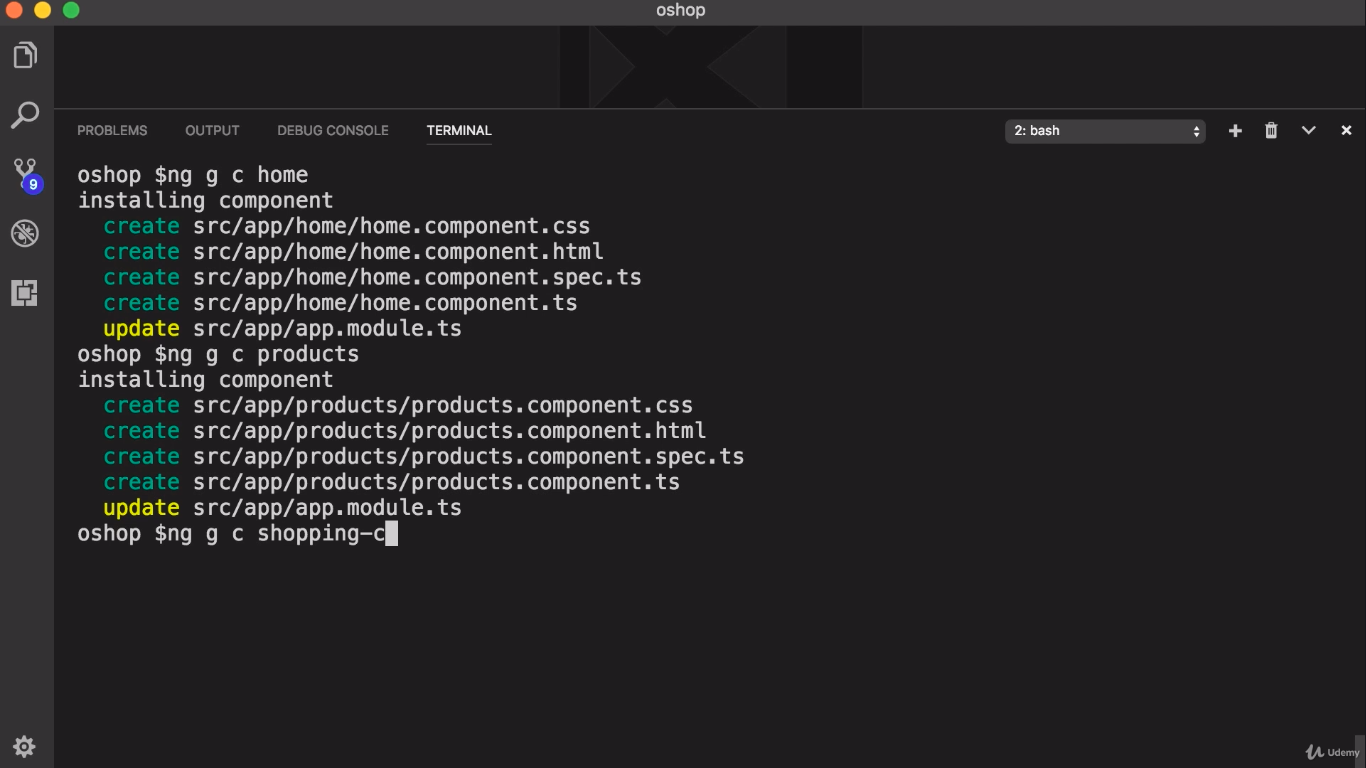 oshop
PROBLEMS OUTPUT DEBUG CONSOLE TERMINAL 2: bash
oshop $ng g c home
installing component
create src/app/home/home.component.css
create src/app/home/home.component.html
create src/app/home/home.component.spec.ts
create src/app/home/home.component.ts
update src/app/app.module.ts
oshop $ng g c products
installing component
create src/app/products/products.component.css
create src/app/products/products.component.html
create src/app/products/products.component.spec.ts
create src/app/products/products.component.ts
update src/app/app.module.ts
oshop $ng g c shopping-c
9
Udemy